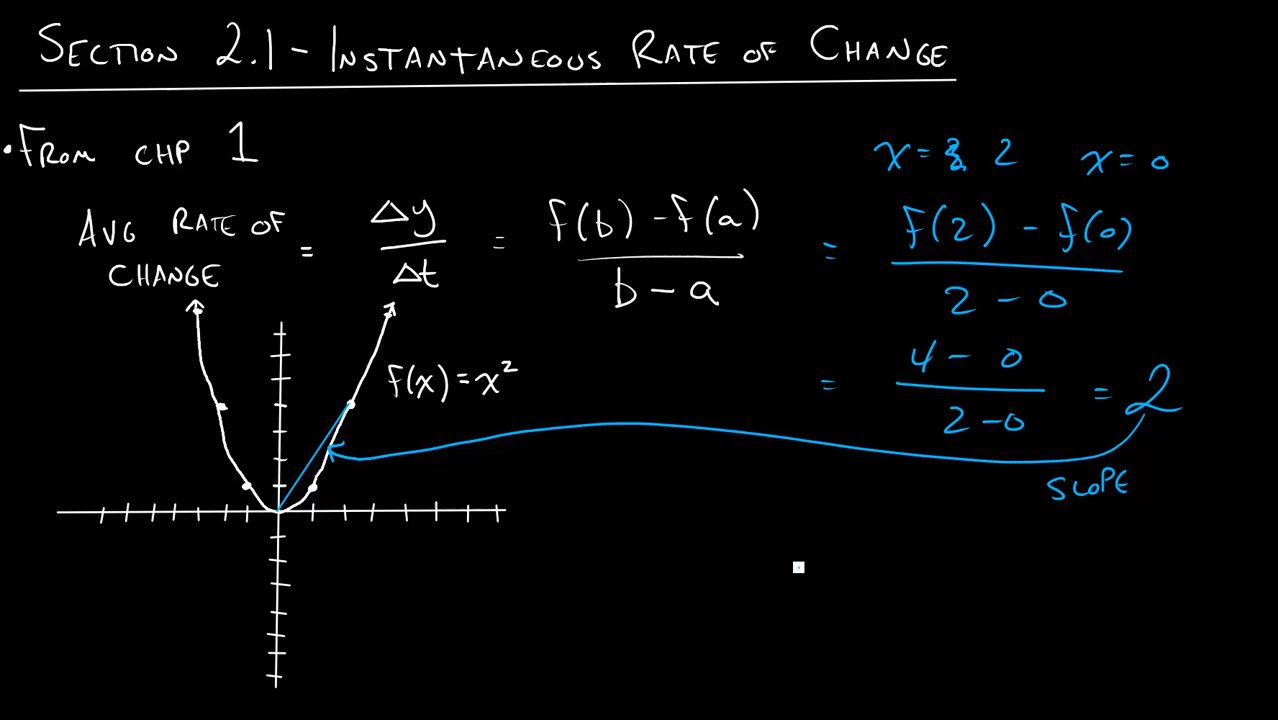 SECTION 2.1 - INSTANTANEOUS RATE OF CHANGE
• FROM CHP 1
AVG RATE OF CHANGE = Δy/Δt = f(b) - f(a) / b - a
x = 2 x = 0
= f(2) - f(0) / 2 - 0
= 4 - 0 / 2 - 0 = 2
f(x) = x²
SLOPE